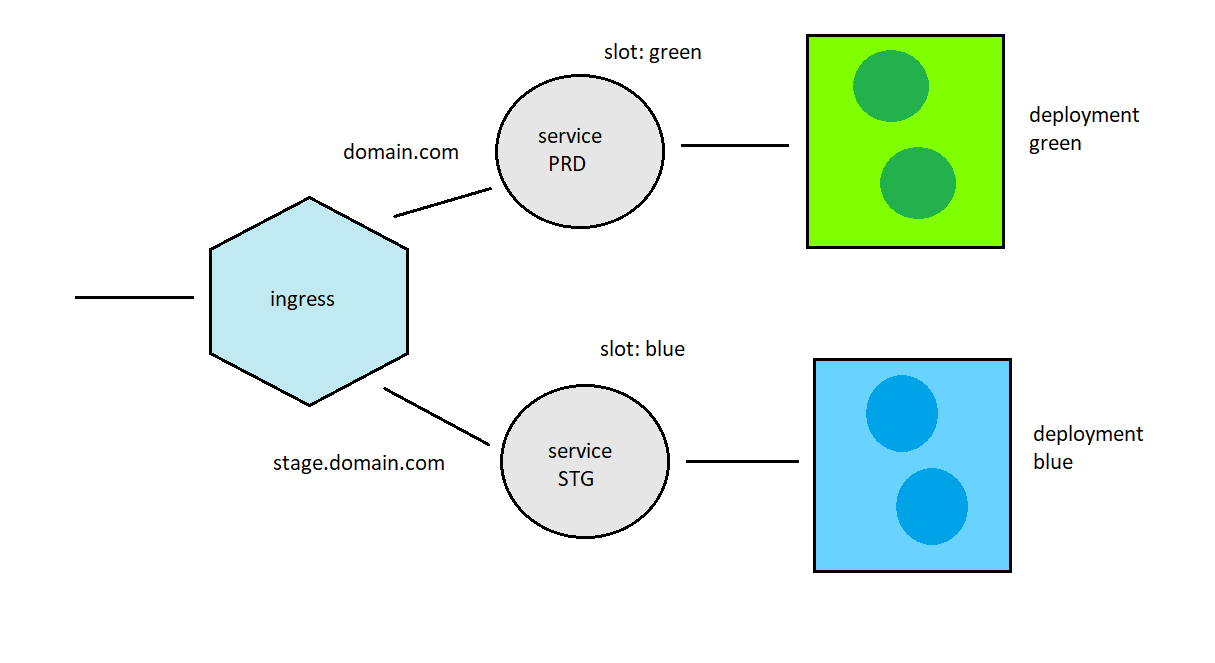 slot: green
deployment
green
service
PRD
domain.com
ingress
slot: blue
stage.domain.com
service
STG
deployment
blue